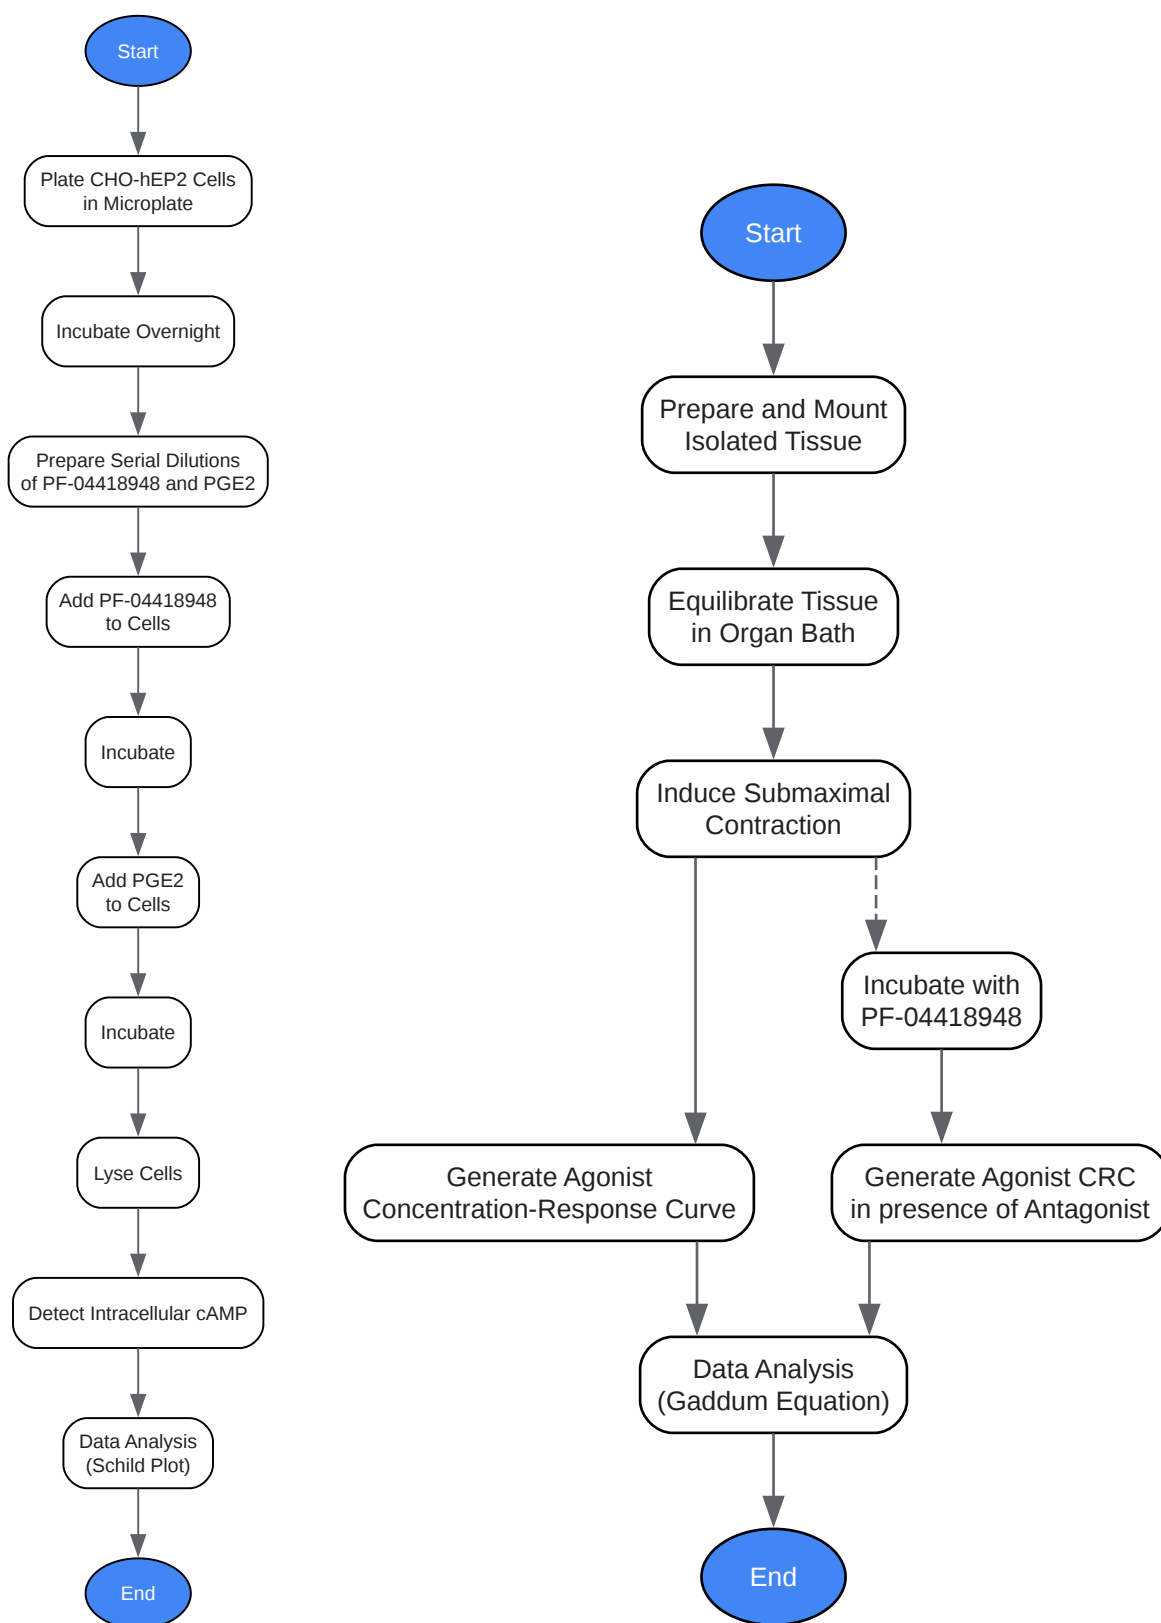 Start
Plate CHO-hEP2 Cells
in Microplate
Incubate Overnight
Prepare Serial Dilutions
of PF-04418948 and PGE2
Add PF-04418948
to Cells
Incubate
Add PGE2
to Cells
Incubate
Lyse Cells
Detect Intracellular cAMP
Data Analysis
(Schild Plot)
End
Start
Prepare and Mount
Isolated Tissue
Equilibrate Tissue
in Organ Bath
Induce Submaximal
Contraction
Incubate with
PF-04418948
Generate Agonist
Concentration-Response Curve
Generate Agonist CRC
in presence of Antagonist
Data Analysis
(Gaddum Equation)
End